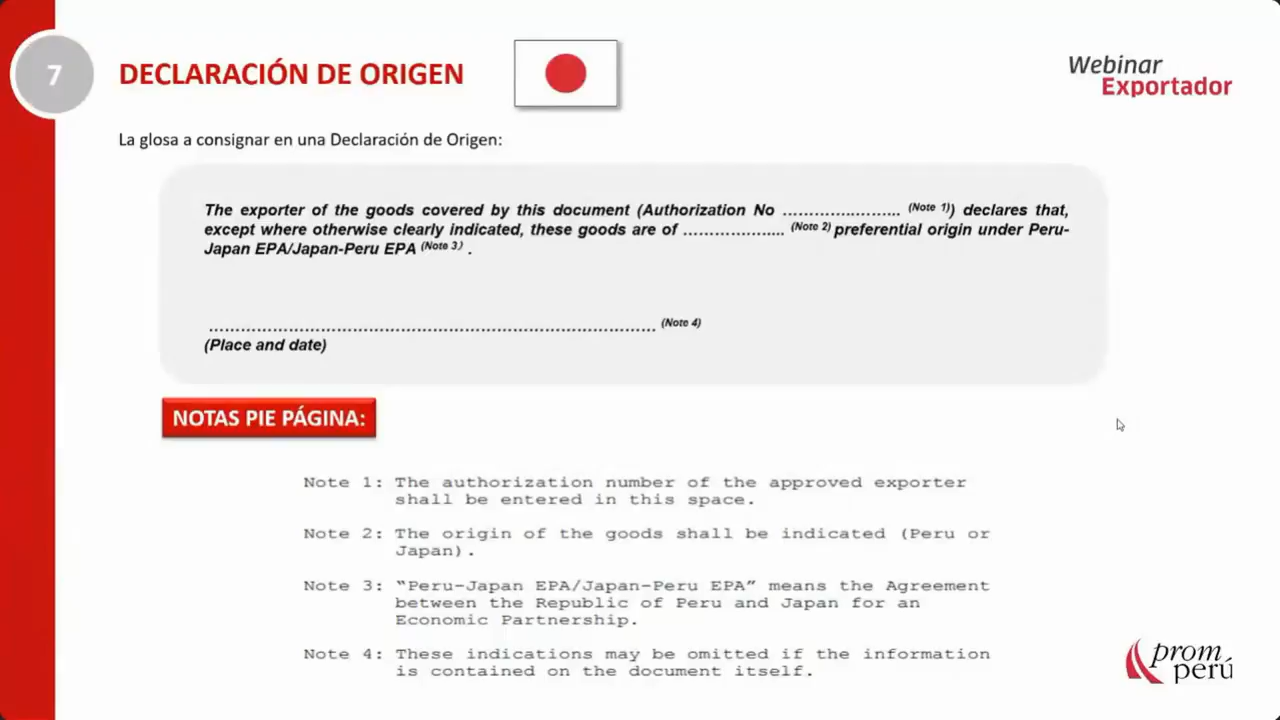 7
DECLARACIÓN DE ORIGEN
Webinar
Exportador
La glosa a consignar en una Declaración de Origen:
The exporter of the goods covered by this document (Authorization No ………………….. (Note 1)) declares that,
except where otherwise clearly indicated, these goods are of ……………….... (Note 2) preferential origin under Peru-
Japan EPA/Japan-Peru EPA (Note 3.) .
………………………………………………………………………… (Note 4)
(Place and date)
NOTAS PIE PÁGINA:
Note 1: The authorization number of the approved exporter
shall be entered in this space.
Note 2: The origin of the goods shall be indicated (Peru or
Japan).
Note 3: “Peru-Japan EPA/Japan-Peru EPA” means the Agreement
between the Republic of Peru and Japan for an
Economic Partnership.
Note 4: These indications may be omitted if the information
is contained on the document itself.
prom
perú